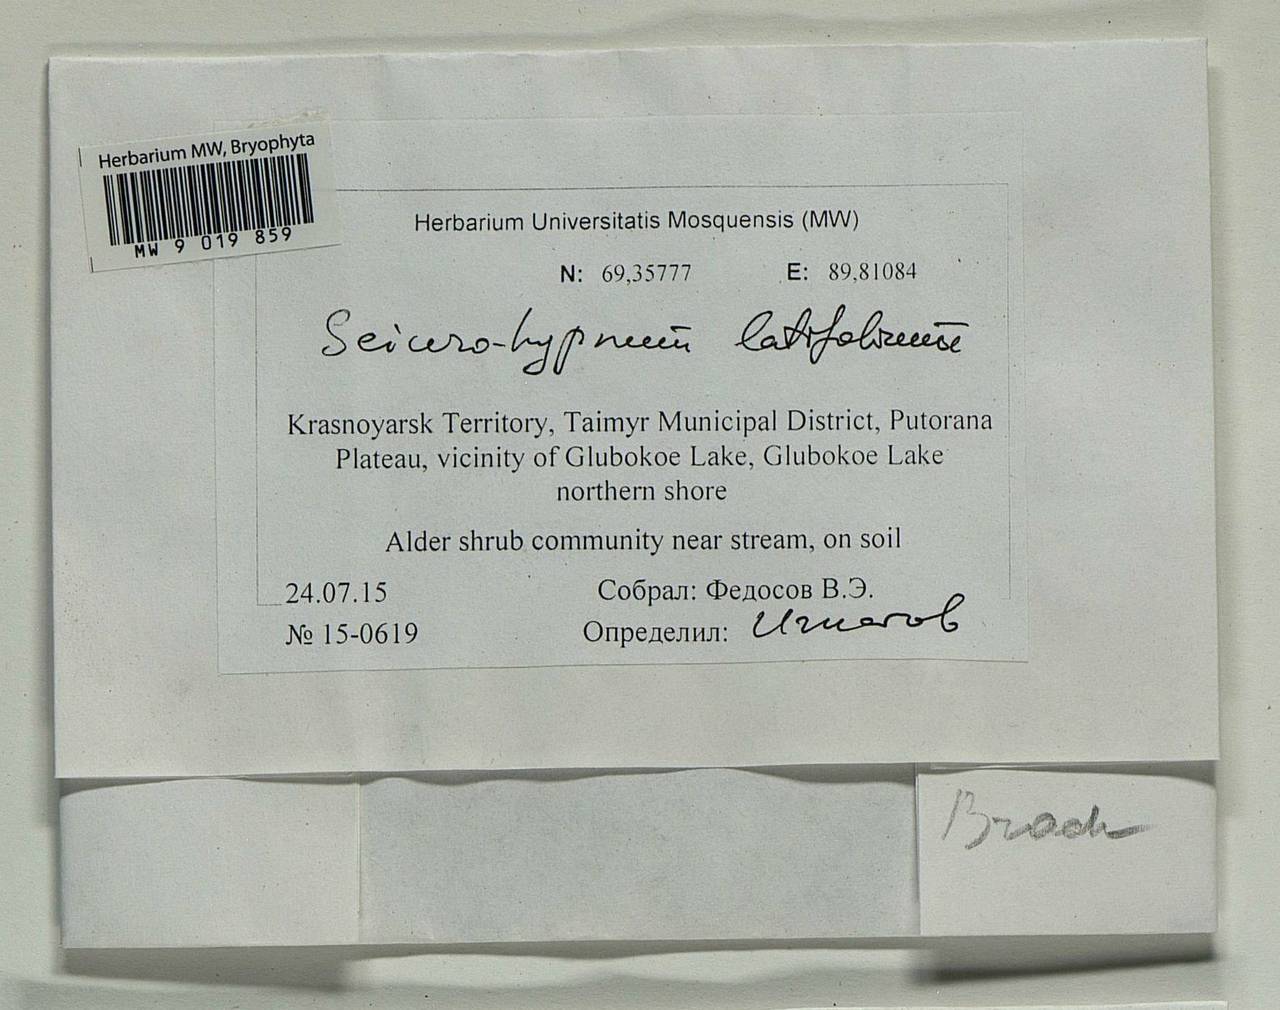 Herbarium MW, Bryophyta
MW 9 019 859
Herbarium Universitatis Mosquensis (MW)
N: 69,35777 E: 89,81084
Sciuro-hypnum latifolium
Krasnoyarsk Territory, Taimyr Municipal District, Putorana
Plateau, vicinity of Glubokoe Lake, Glubokoe Lake
northern shore
Alder shrub community near stream, on soil
24.07.15 Собрал: Федосов В.Э.
№ 15-0619 Определил: Игнатов
Brach